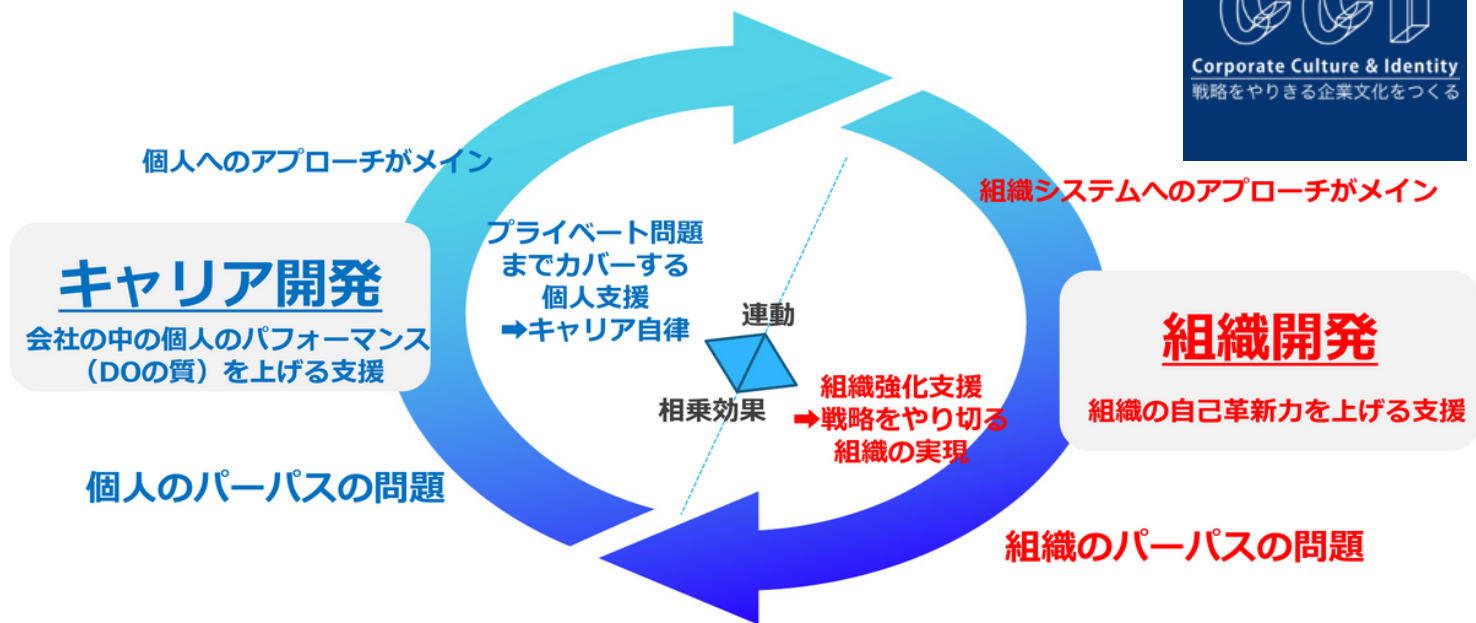 CCI
Corporate Culture & Identity
戦略をやりきる企業文化をつくる
個人へのアプローチがメイン
組織システムへのアプローチがメイン
キャリア開発
会社の中の個人のパフォーマンス
（DOの質）を上げる支援
プライベート問題
までカバーする
個人支援
➡キャリア自律
連動
相乗効果
組織強化支援
➡戦略をやり切る
組織の実現
組織開発
組織の自己革新力を上げる支援
個人のパーパスの問題
組織のパーパスの問題